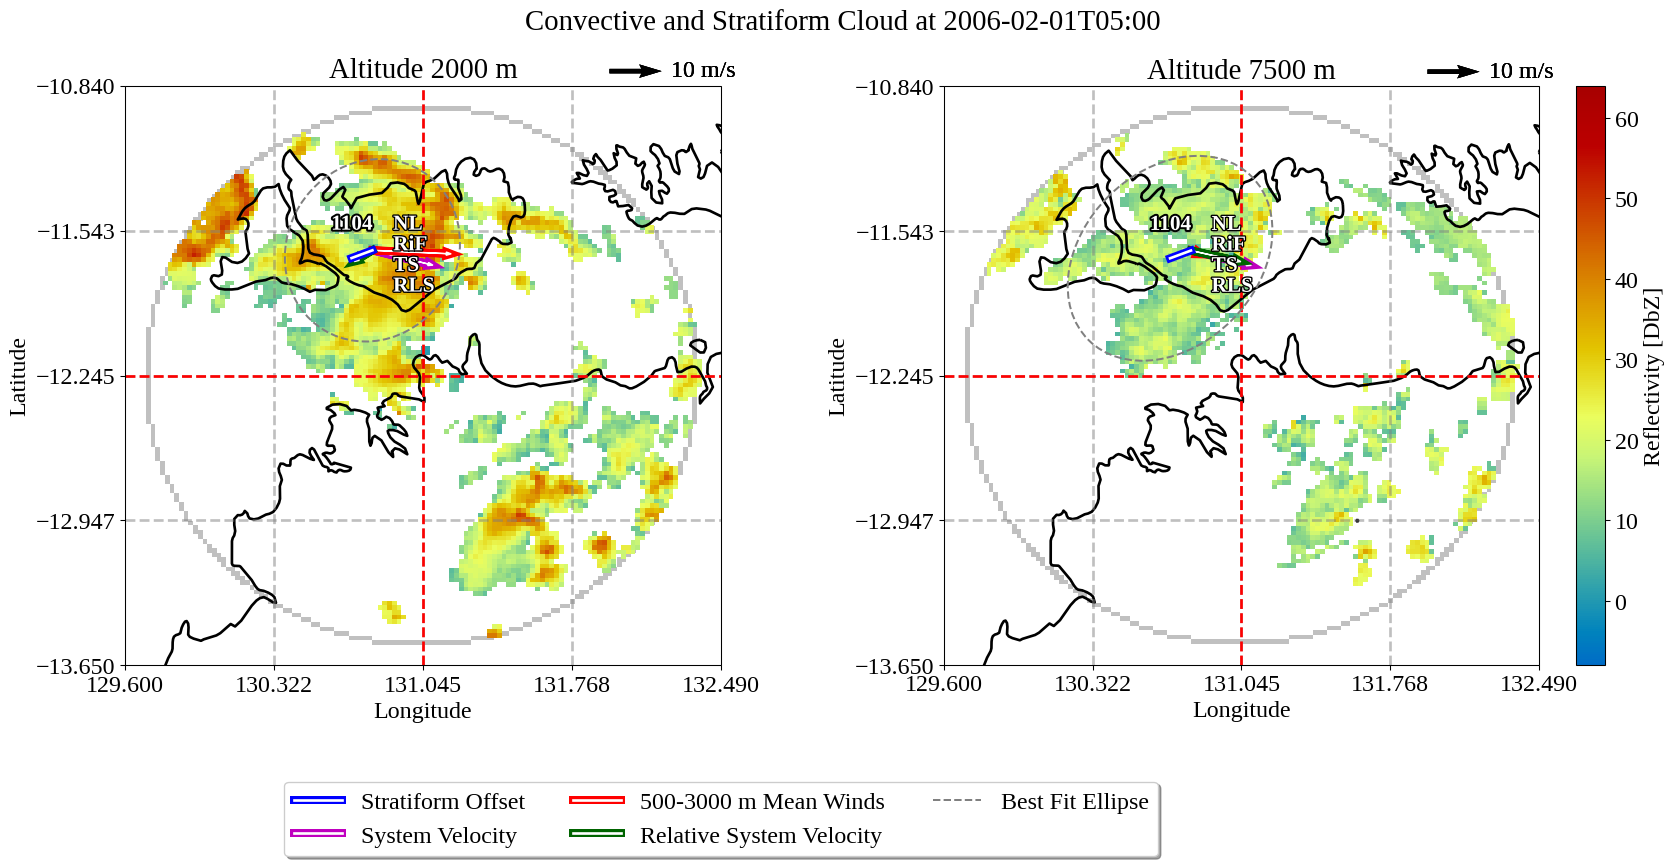 Convective and Stratiform Cloud at 2006-02-01T05:00
Altitude 2000 m
10 m/s
−10.840
−11.543
−12.245
−12.947
−13.650
Latitude
1104
NL
RiF
TS
RLS
129.600 130.322 131.045 131.768 132.490
Longitude
Altitude 7500 m
10 m/s
−10.840
−11.543
−12.245
−12.947
−13.650
Latitude
1104
NL
RiF
TS
RLS
129.600 130.322 131.045 131.768 132.490
Longitude
60
50
40
30
20
10
0
Reflectivity [DbZ]
Stratiform Offset
System Velocity
500-3000 m Mean Winds
Relative System Velocity
Best Fit Ellipse